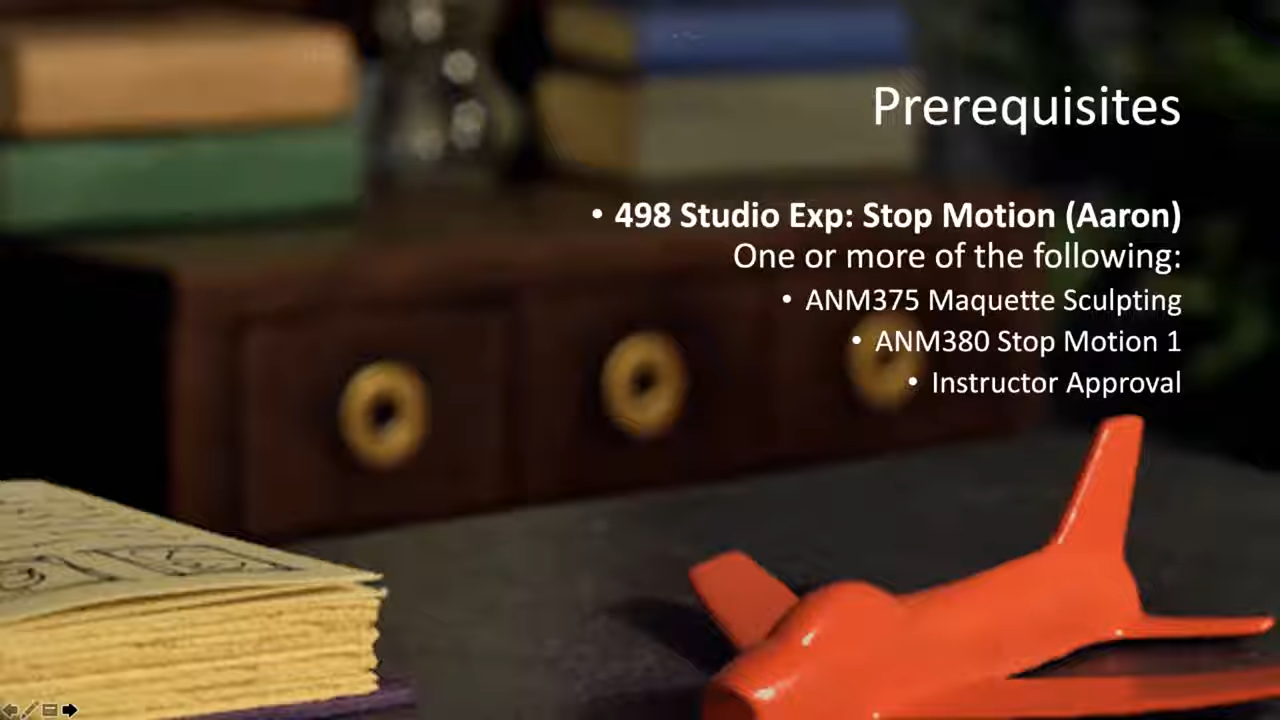 Prerequisites
• 498 Studio Exp: Stop Motion (Aaron)
One or more of the following:
• ANM375 Maquette Sculpting
• ANM380 Stop Motion 1
• Instructor Approval